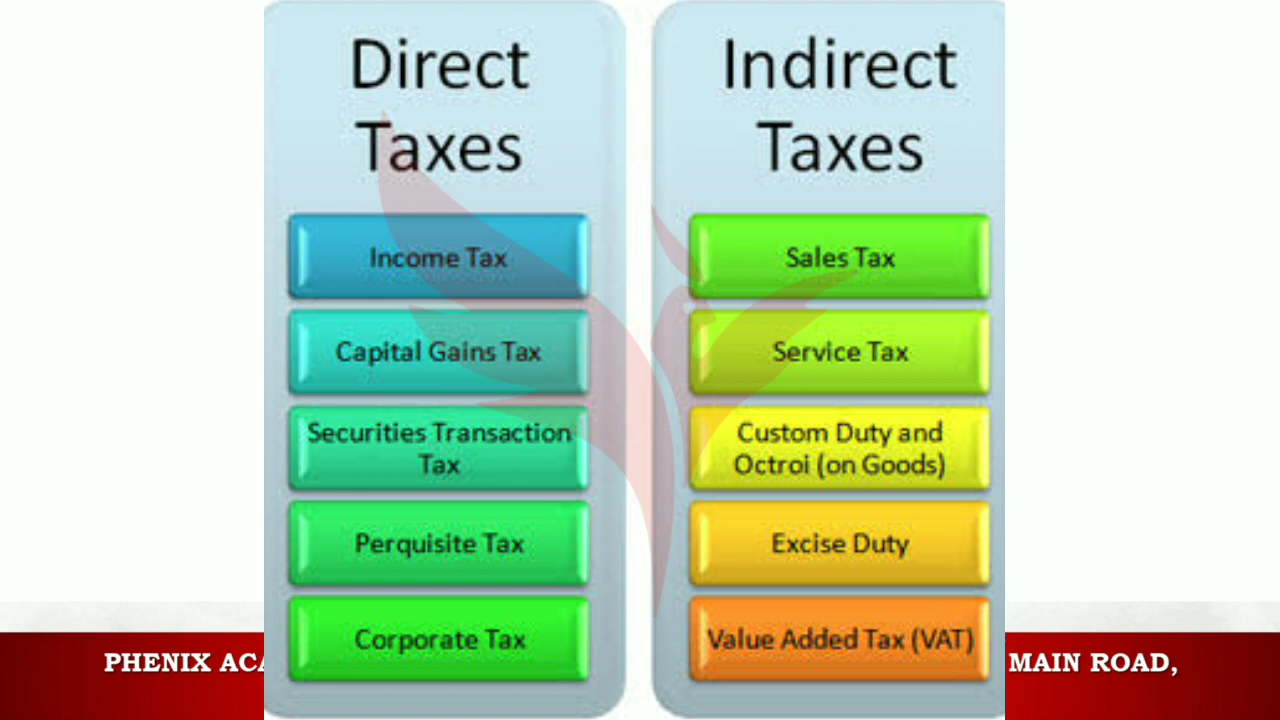 Direct
Taxes
Income Tax
Capital Gains Tax
Securities Transaction
Tax
Perquisite Tax
Corporate Tax
Indirect
Taxes
Sales Tax
Service Tax
Custom Duty and
Octroi (on Goods)
Excise Duty
Value Added Tax (VAT)
PHENIX MAIN ROAD,